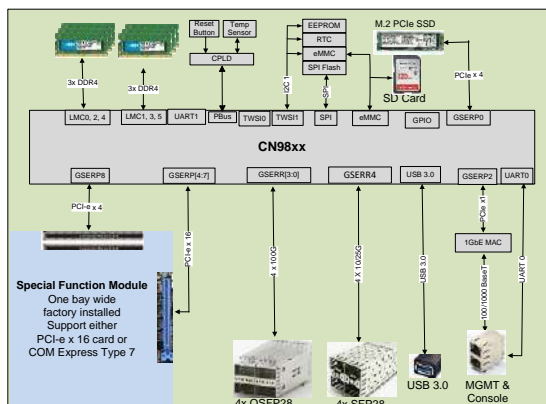 Reset
Button
Temp
Sensor
EEPROM
RTC
eMMC
SPI Flash
M.2 PCIe SSD
CPLD
3x DDR4
3x DDR4
I2C 1
SPI
SD Card
PCIe x 4
LMC0, 2, 4
LMC1, 3, 5
UART1
PBus
TWSI0
TWSI1
SPI
eMMC
GPIO
GSERP0
CN98xx
GSERP8
GSERP[4:7]
GSERR[3:0]
GSERR4
USB 3.0
GSERP2
UART0
PCI-e x 4
PCI-e x 16
4 x 100G
4 X 10/25G
USB 3.0
PCIe x1
1GbE MAC
100/1000 BaseT
UART 0
Special Function Module
One bay wide
factory installed
Support either
PCI-e x 16 card or
COM Express Type 7
4x QSFP28
4x SFP28
USB 3.0
MGMT &
Console